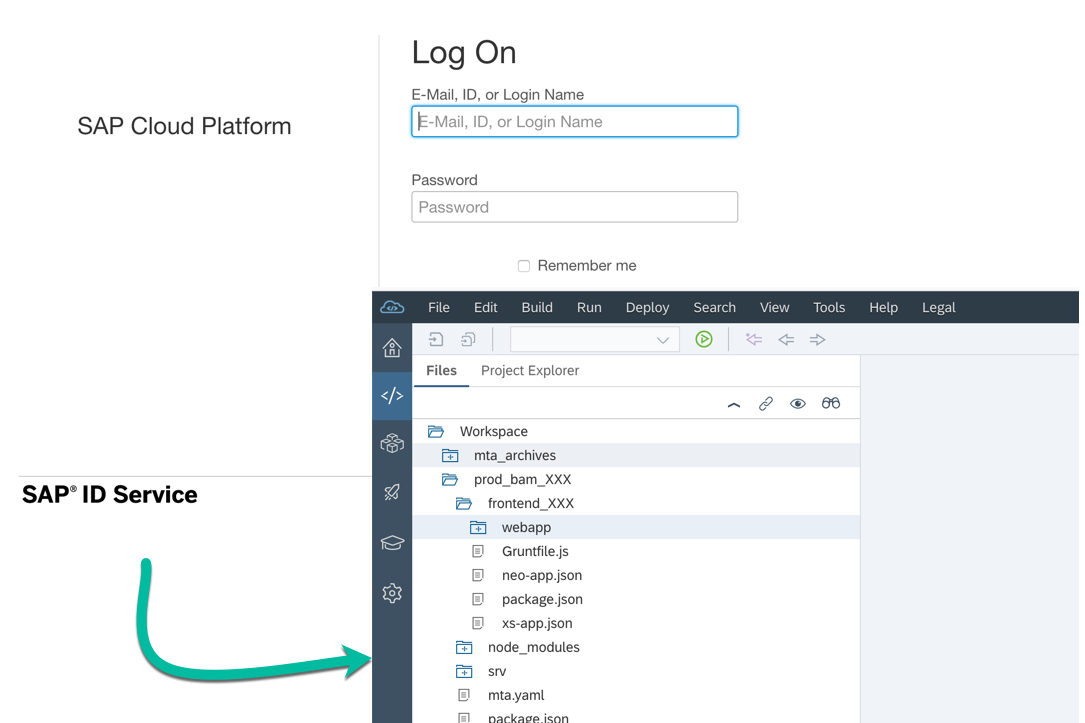 Log On
E-Mail, ID, or Login Name
E-Mail, ID, or Login Name
SAP Cloud Platform
Password
Password
Remember me
File Edit Build Run Deploy Search View Tools Help Legal
Files Project Explorer
Workspace
mta_archives
prod_bam_XXX
SAP® ID Service
frontend_XXX
webapp
Gruntfile.js
neo-app.json
package.json
xs-app.json
node_modules
srv
mta.yaml
package.json